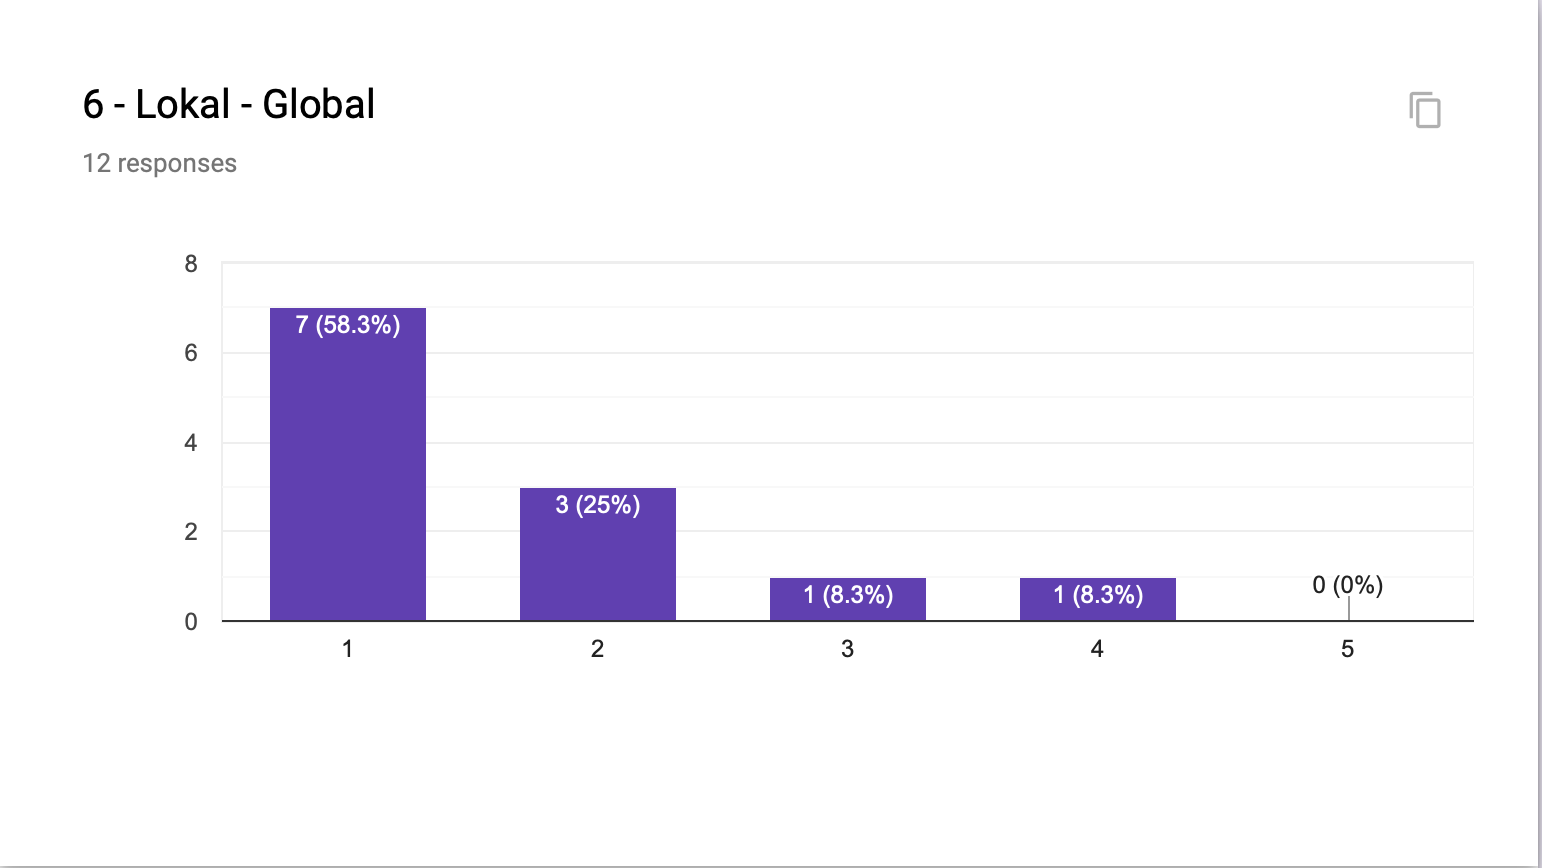 6 - Lokal - Global
12 responses
8
7 (58.3%)
6
4
3 (25%)
2
1 (8.3%) 1 (8.3%) 0 (0%)
0
1 2 3 4 5